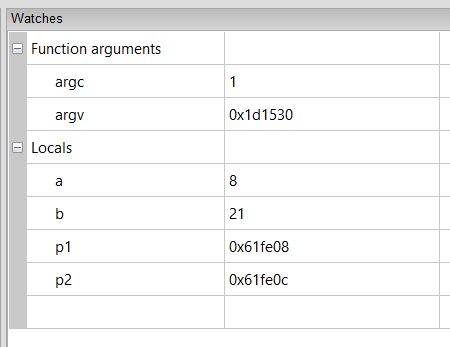 Watches
Function arguments
argc 1
argv 0x1d1530
Locals
a 8
b 21
p1 0x61fe08
p2 0x61fe0c